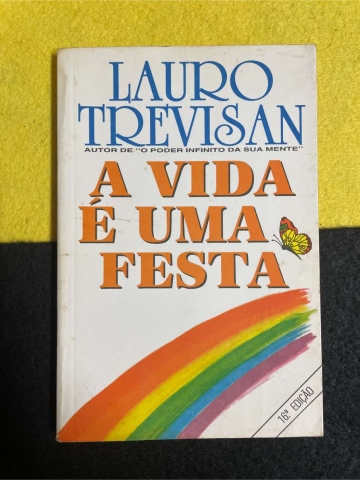 LAURO
TREVISAN
AUTOR DE "O PODER INFINITO DA SUA MENTE"
A VIDA
É UMA
FESTA
16ª EDIÇÃO